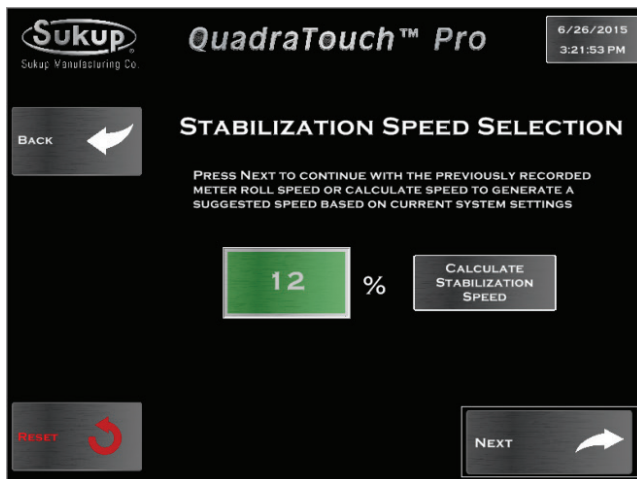 Sukup
Sukup Manufacturing Co.
QuadraTouch™ Pro
6/26/2015
3:21:53 PM
BACK
STABILIZATION SPEED SELECTION
PRESS NEXT TO CONTINUE WITH THE PREVIOUSLY RECORDED
METER ROLL SPEED OR CALCULATE SPEED TO GENERATE A
SUGGESTED SPEED BASED ON CURRENT SYSTEM SETTINGS
12
%
CALCULATE
STABILIZATION
SPEED
RESET
NEXT